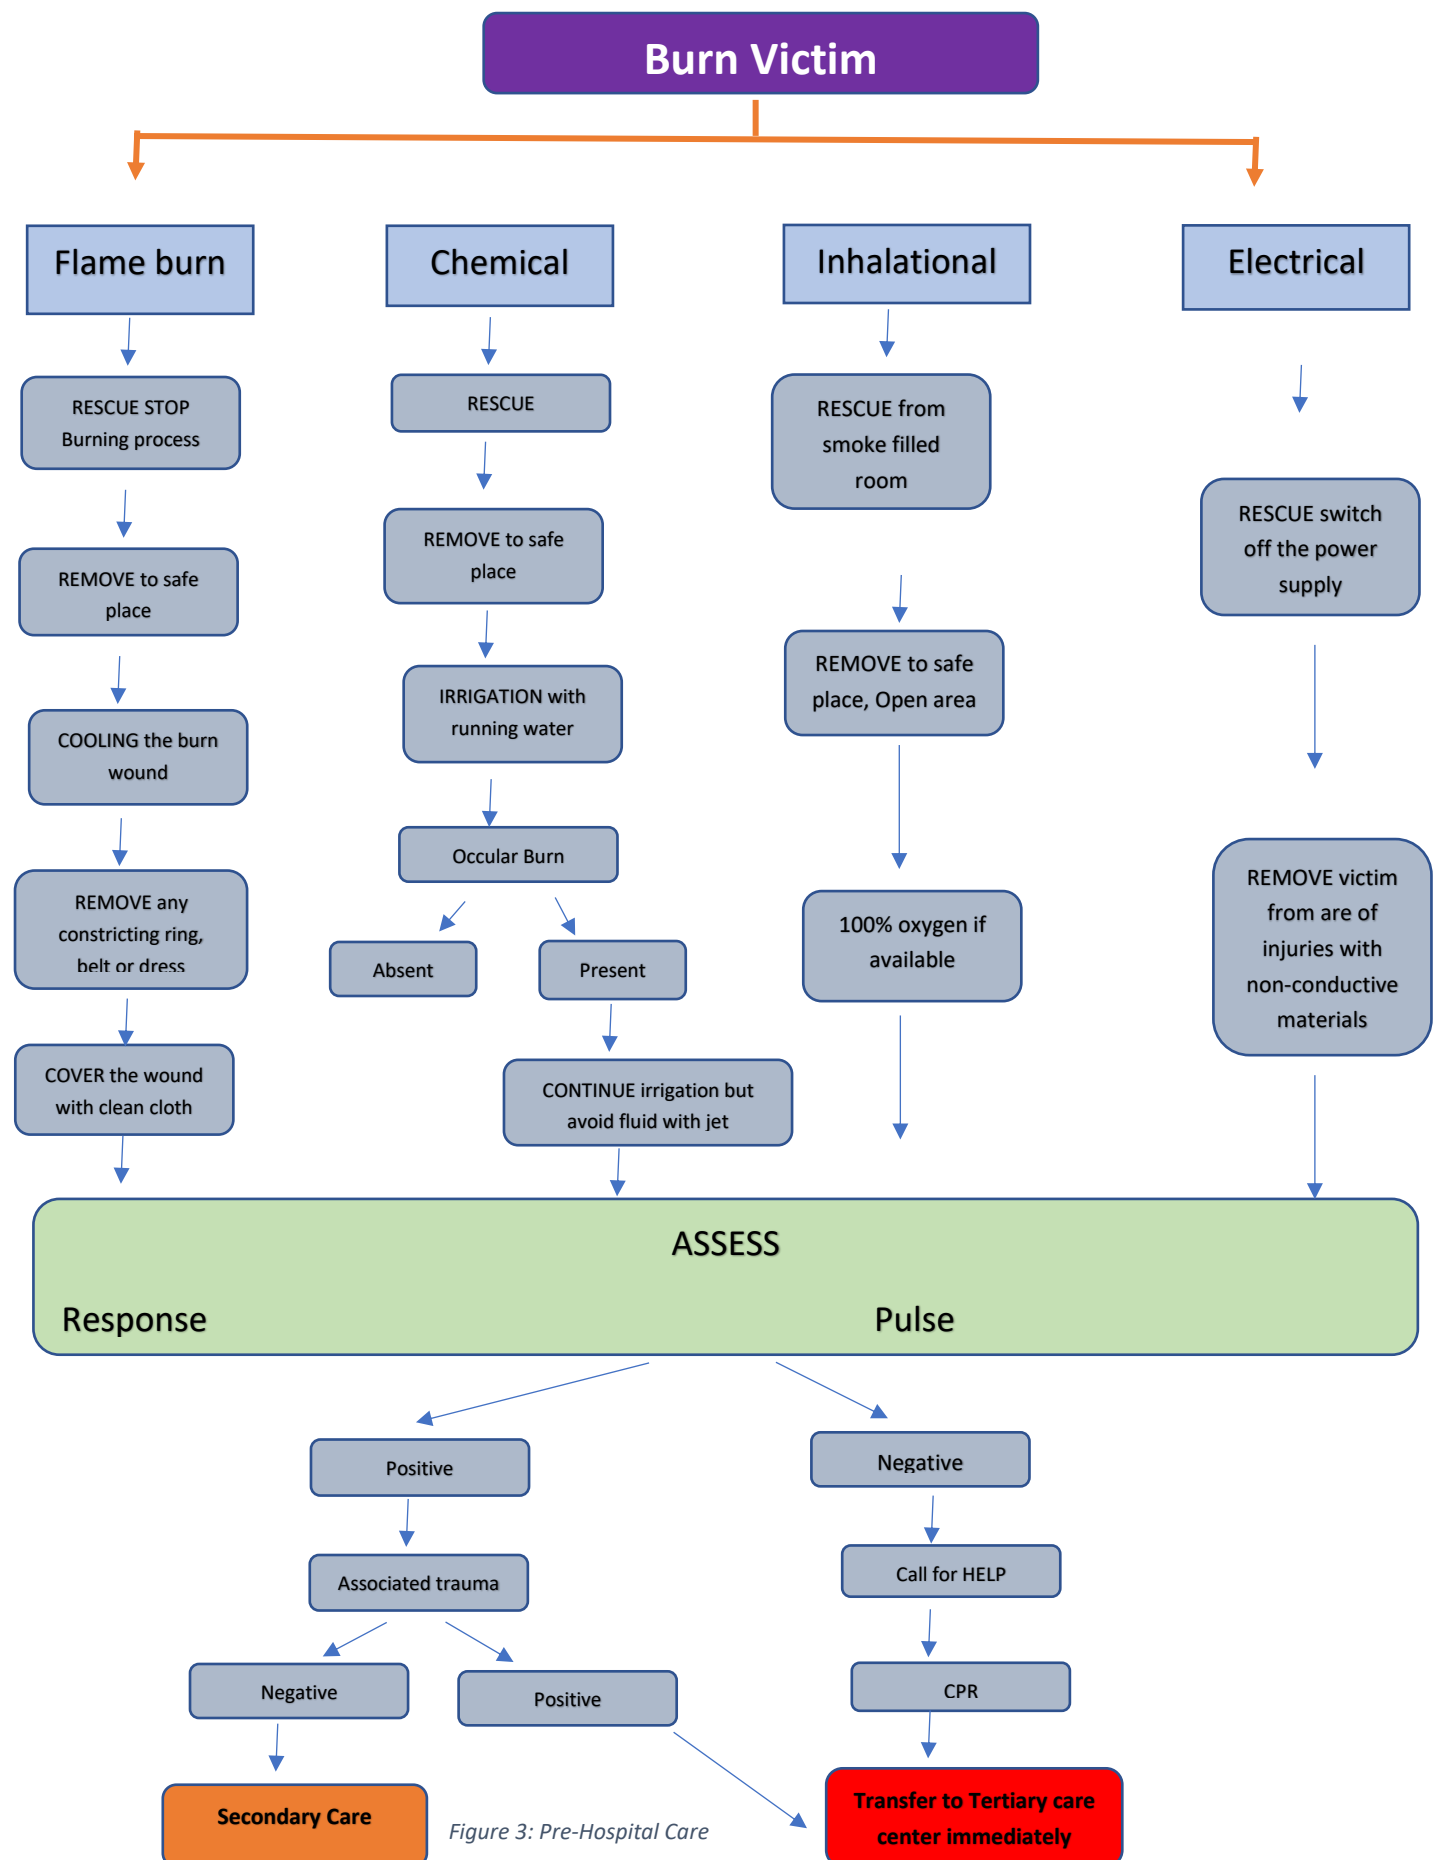 Burn Victim
Flame burn
Chemical
Inhalational
Electrical
RESCUE STOP
Burning process
REMOVE to safe
place
COOLING the burn
wound
REMOVE any
constricting ring,
belt or dress
COVER the wound
with clean cloth
RESCUE
REMOVE to safe
place
IRRIGATION with
running water
Occular Burn
Absent
Present
CONTINUE irrigation but
avoid fluid with jet
RESCUE from
smoke filled
room
REMOVE to safe
place, Open area
100% oxygen if
available
RESCUE switch
off the power
supply
REMOVE victim
from are of
injuries with
non-conductive
materials
ASSESS
Response
Pulse
Positive
Negative
Associated trauma
Call for HELP
Negative
Positive
CPR
Secondary Care
Transfer to Tertiary care
center immediately
Figure 3: Pre-Hospital Care